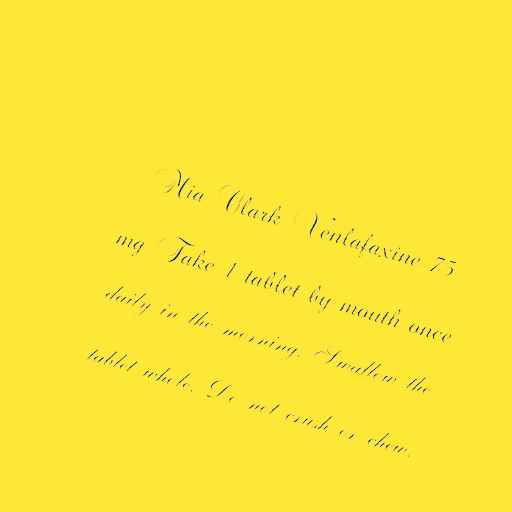 Mia Clark Venlafaxine 75
mg Take 1 tablet by mouth once
daily in the morning. Swallow the
tablet whole. Do not crush or chew.